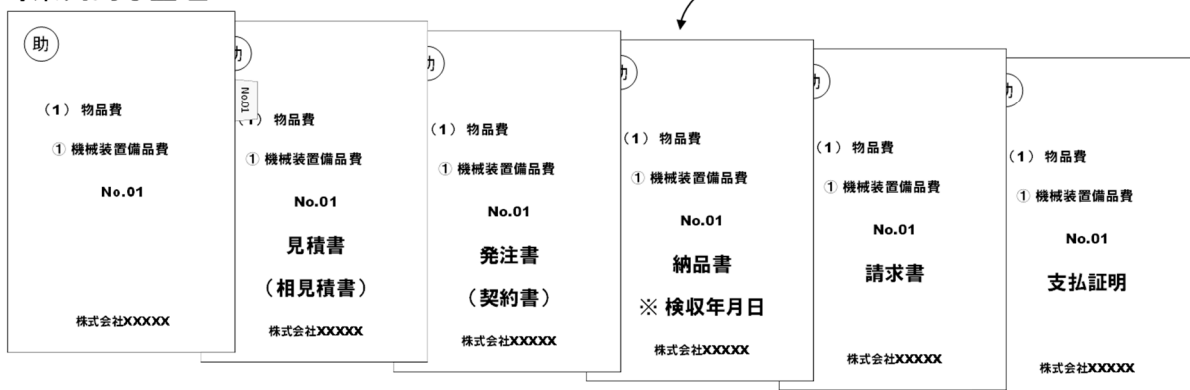 助
（1） 物品費
① 機械装置備品費
No.01
株式会社XXXXX
No.01
（1） 物品費
① 機械装置備品費
No.01
見積書
（相見積書）
株式会社XXXXX
（1） 物品費
① 機械装置備品費
No.01
発注書
（契約書）
株式会社XXXXX
（1） 物品費
① 機械装置備品費
No.01
納品書
※ 検収年月日
株式会社XXXXX
（1） 物品費
① 機械装置備品費
No.01
請求書
株式会社XXXXX
（1） 物品費
① 機械装置備品費
No.01
支払証明
株式会社XXXXX